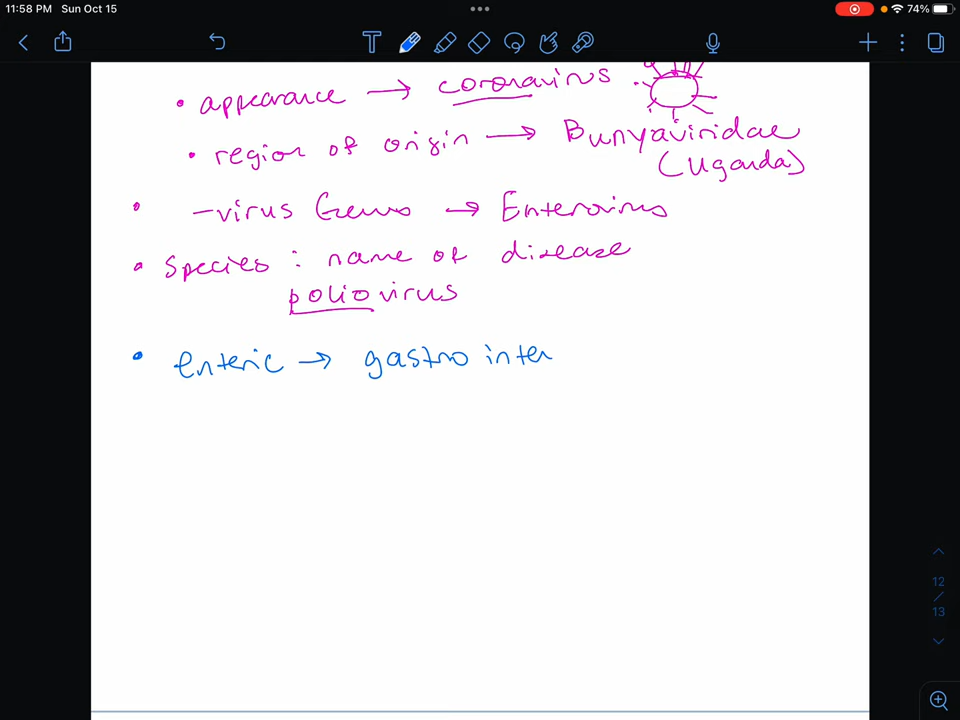 11:58 PM Sun Oct 15
74%
• appearance → coronavirus
• region of origin → Bunyaviridae
(Uganda)
• -virus Genus → Enterovirus
• Species : name of disease
poliovirus
• enteric → gastro inter
12
/
13